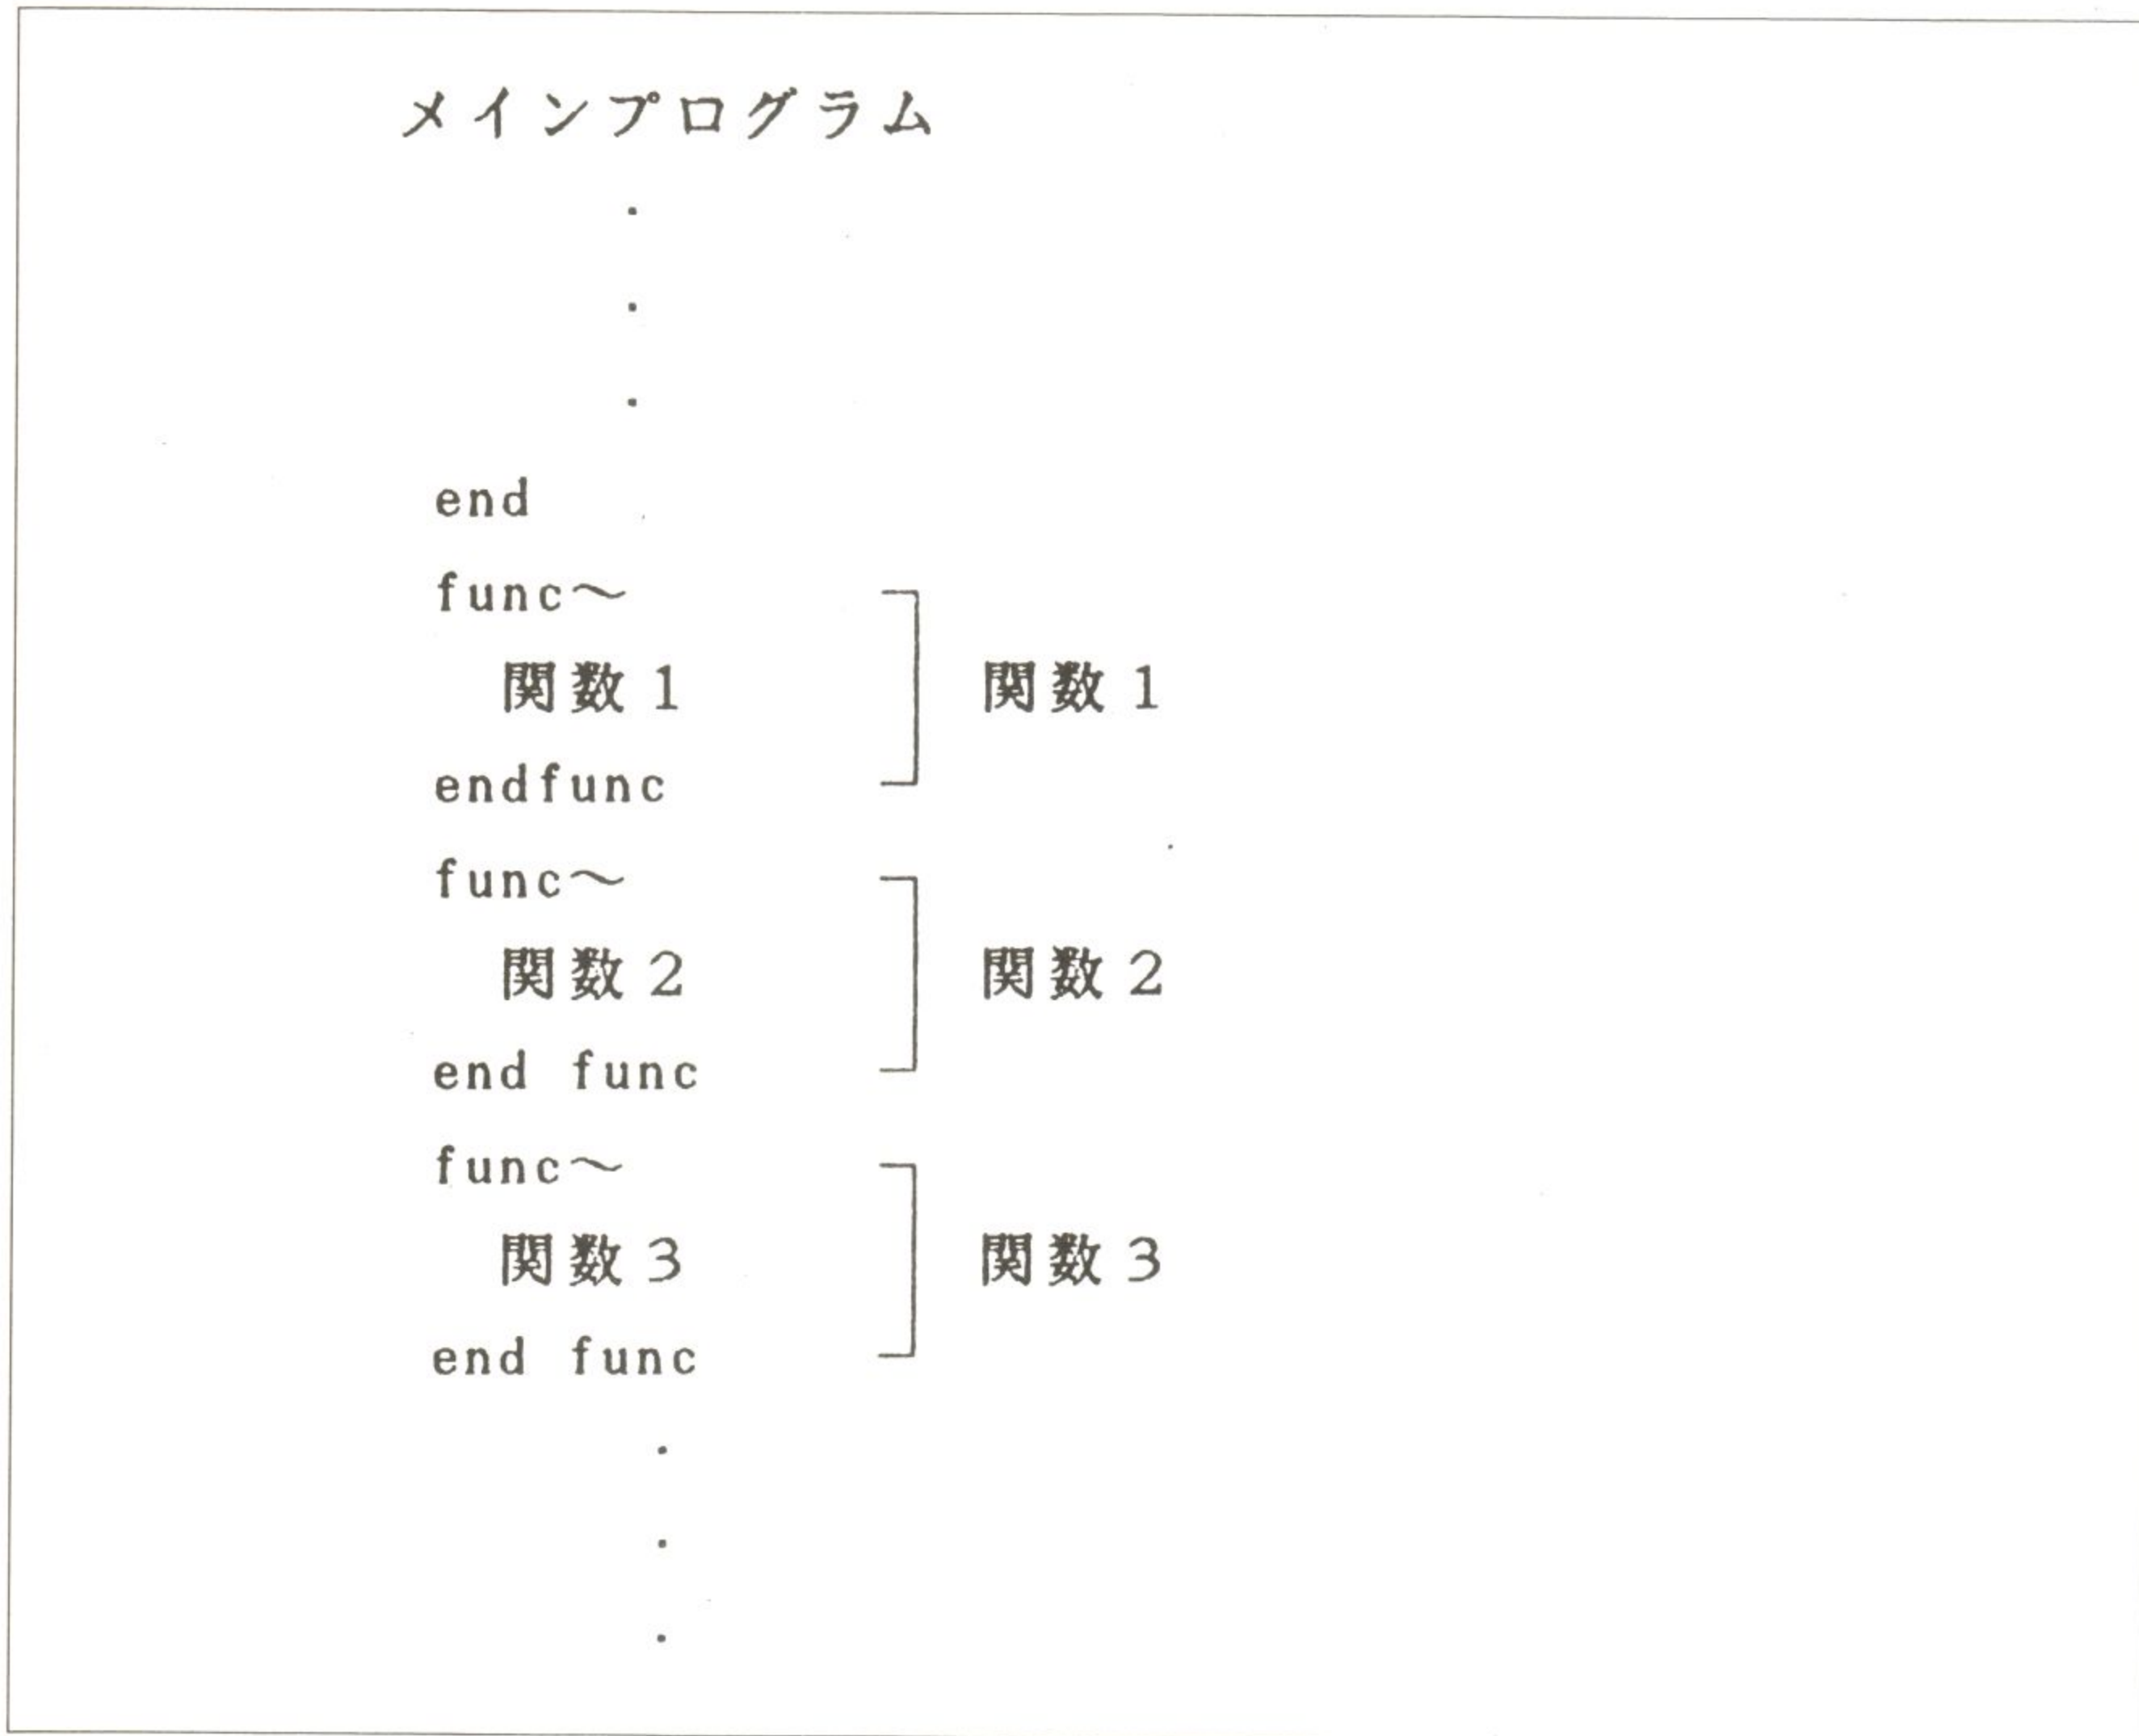 メインプログラム
・
・
・
end
func～
関数1 関数1
endfunc
func～
関数2 関数2
end func
func～
関数3 関数3
end func
・
・
・